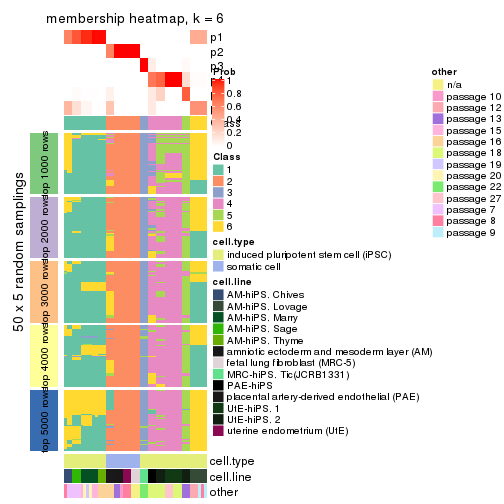 membership heatmap, k = 6
p1
p2
p3
p4
Prob
1
0.8
0.6
0.4
0.2
0
Class
1
2
3
4
5
6
50 x 5 random samplings
top 1000 rows
top 2000 rows
top 3000 rows
top 4000 rows
top 5000 rows
cell.type
induced pluripotent stem cell (iPSC)
somatic cell
cell.line
AM-hiPS. Chives
AM-hiPS. Lovage
AM-hiPS. Marry
AM-hiPS. Sage
AM-hiPS. Thyme
amniotic ectoderm and mesoderm layer (AM)
fetal lung fibroblast (MRC-5)
MRC-hiPS. Tic(JCRB1331)
PAE-hiPS
placental artery-derived endothelial (PAE)
UtE-hiPS. 1
UtE-hiPS. 2
uterine endometrium (UtE)
cell.type
cell.line
other
other
n/a
passage 10
passage 12
passage 13
passage 15
passage 16
passage 18
passage 19
passage 20
passage 22
passage 27
passage 7
passage 8
passage 9